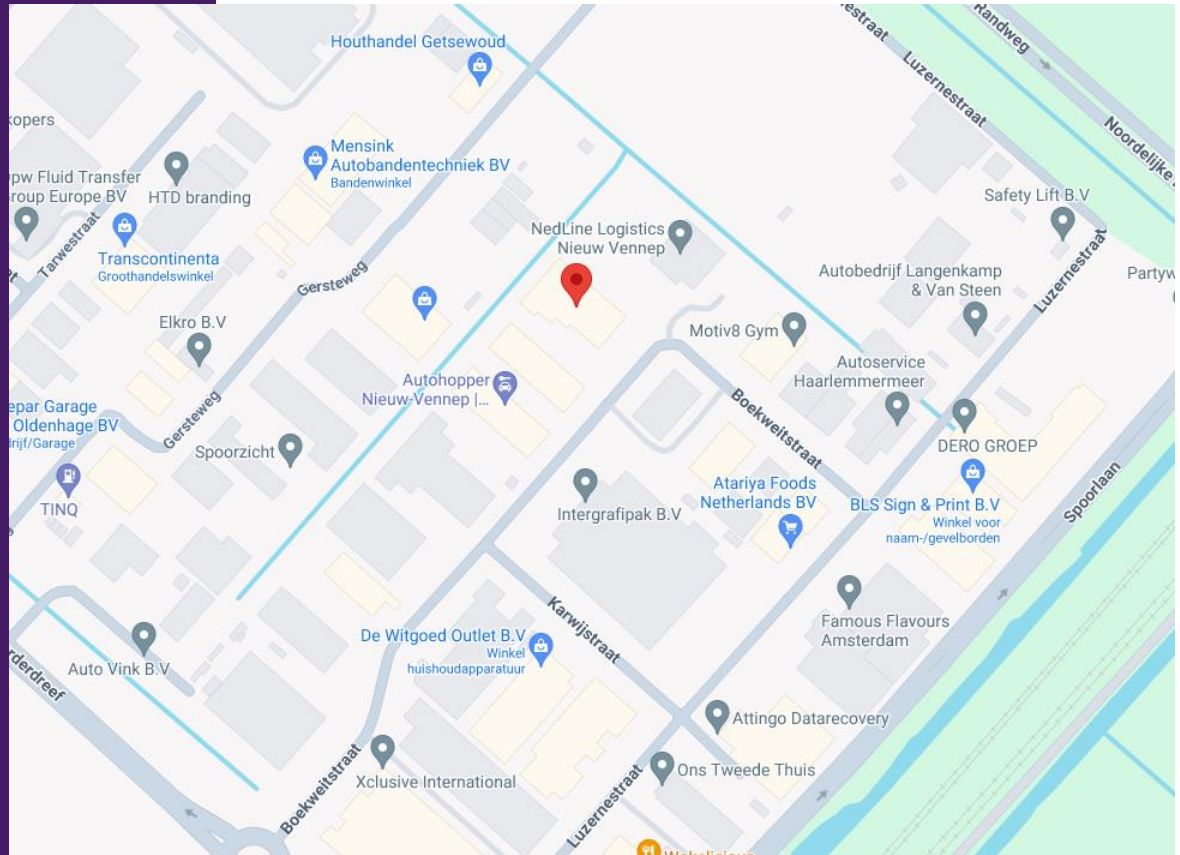 Houthandel Getsewoud
Luzernestraat
Randweg
Noordelijke
Mensink
Autobandentechniek BV
Bandenwinkel
HTD branding
Fluid Transfer
Europe BV
Tarwestraat
Transcontinenta
Groothandelswinkel
Gersteweg
NedLine Logistics
Nieuw Vennep
Safety Lift B.V
Luzernestraat
Autobedrijf Langenkamp
& Van Steen
Elkro B.V
Motiv8 Gym
Autoservice
Haarlemmermeer
Autohopper
Nieuw-Vennep |...
Boekweitstraat
Garage
Oldenhage BV
Gersteweg
Spoorzicht
TINQ
DERO GROEP
Spoorlaan
Intergrafipak B.V
Atariya Foods
Netherlands BV
BLS Sign & Print B.V
Winkel voor
naam-/gevelborden
Karwijstraat
Famous Flavours
Amsterdam
De Witgoed Outlet B.V
Winkel
huishoudapparatuur
Auto Vink B.V
Attingo Datarecovery
Xclusive International
Ons Tweede Thuis
Boekweitstraat
Luzernestraat